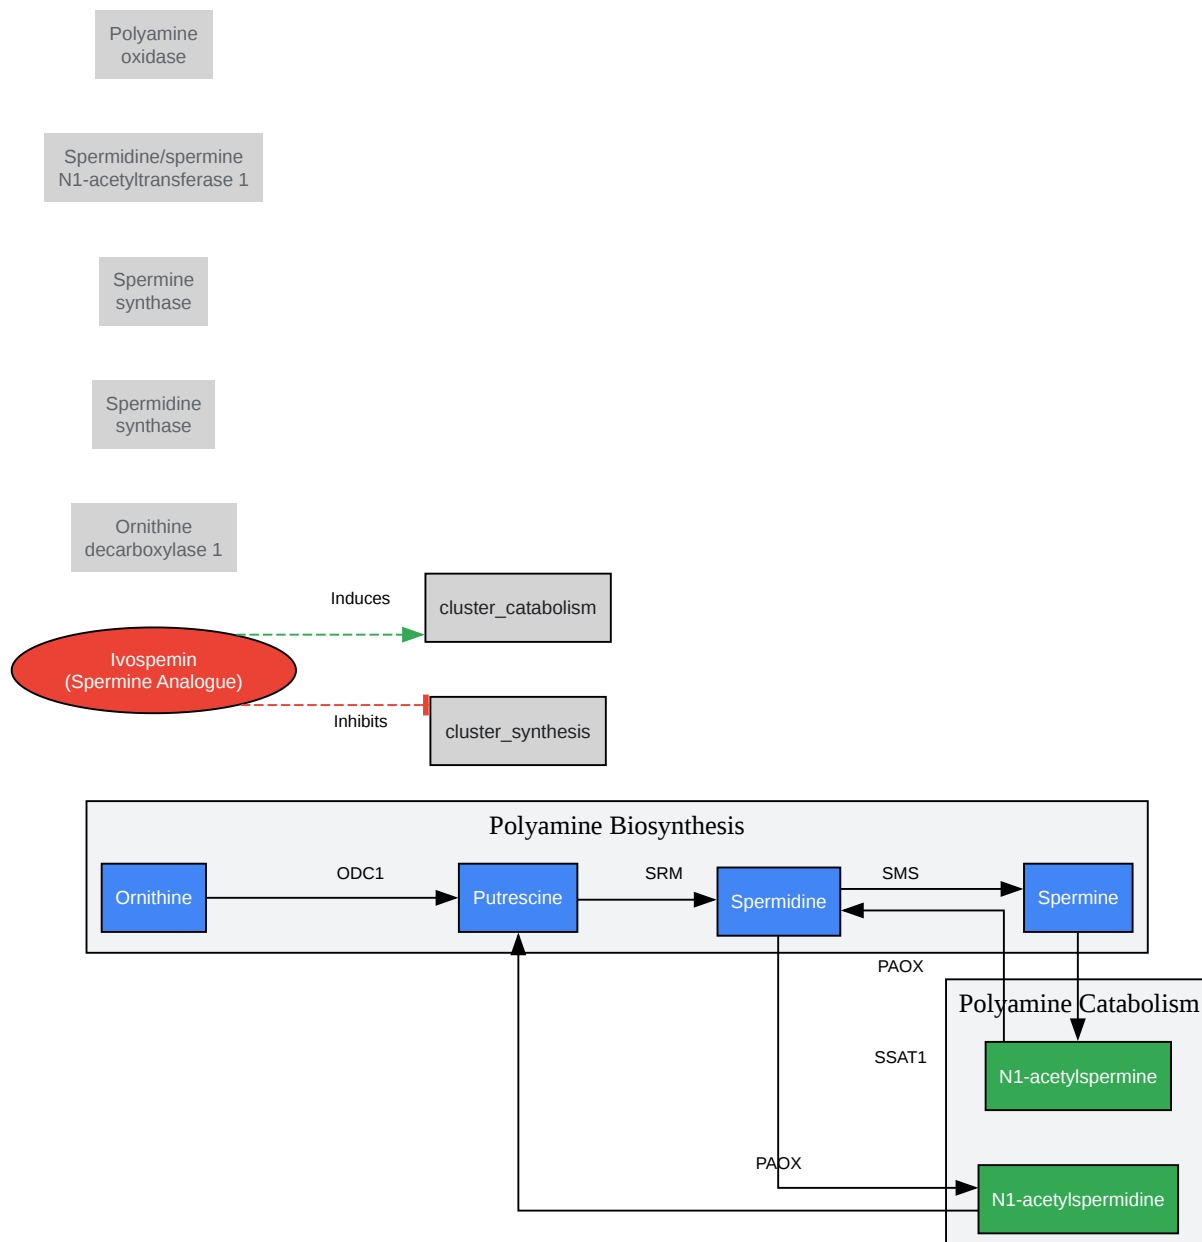 Polyamine
oxidase
Spermidine/spermine
N1-acetyltransferase 1
Spermine
synthase
Spermidine
synthase
Ornithine
decarboxylase 1
Induces
cluster_catabolism
Ivospemin
(Spermine Analogue)
Inhibits
cluster_synthesis
Polyamine Biosynthesis
Ornithine
ODC1
Putrescine
SRM
Spermidine
SMS
Spermine
PAOX
Polyamine Catabolism
SSAT1
N1-acetylspermine
PAOX
N1-acetylspermidine